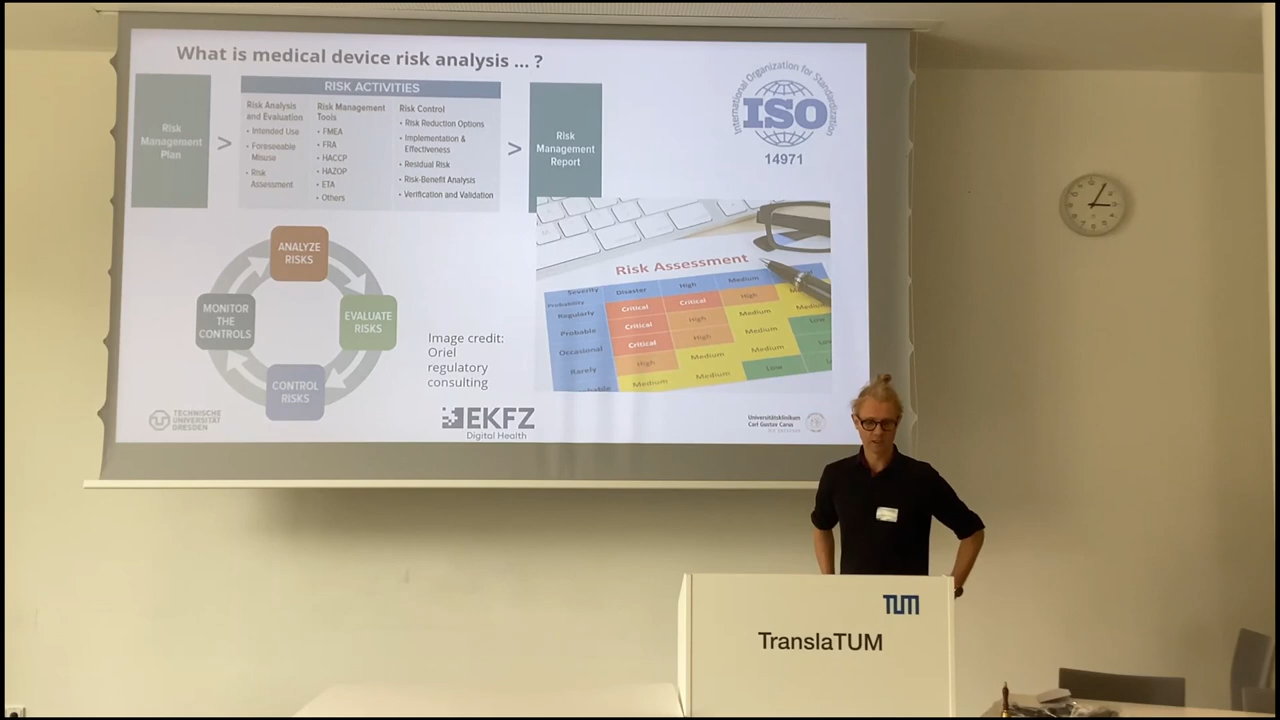 What is medical device risk analysis ... ?
Risk
Management
Plan
>
RISK ACTIVITIES
Risk Analysis
and Evaluation
• Intended Use
• Foreseeable
Misuse
• Risk
Assessment
Risk Management
Tools
• FMEA
• FRA
• HACCP
• HAZOP
• ETA
• Others
Risk Control
• Risk Reduction Options
• Implementation &
Effectiveness
• Residual Risk
• Risk-Benefit Analysis
• Verification and Validation
>
Risk
Management
Report
International Organization for Standardization
ISO
14971
ANALYZE
RISKS
EVALUATE
RISKS
CONTROL
RISKS
MONITOR
THE
CONTROLS
Image credit:
Oriel
regulatory
consulting
Risk Assessment
Severity
Probability
Disaster
High
Medium
Regularly
Critical
Critical
High
Probable
Critical
High
Medium
Medium
Occasional
Critical
High
Medium
Low
Rarely
High
Medium
Medium
Medium
Medium
Low
TECHNISCHE
UNIVERSITÄT
DRESDEN
EKFZ
Digital Health
Universitätsklinikum
Carl Gustav Carus
TUM
TranslaTUM